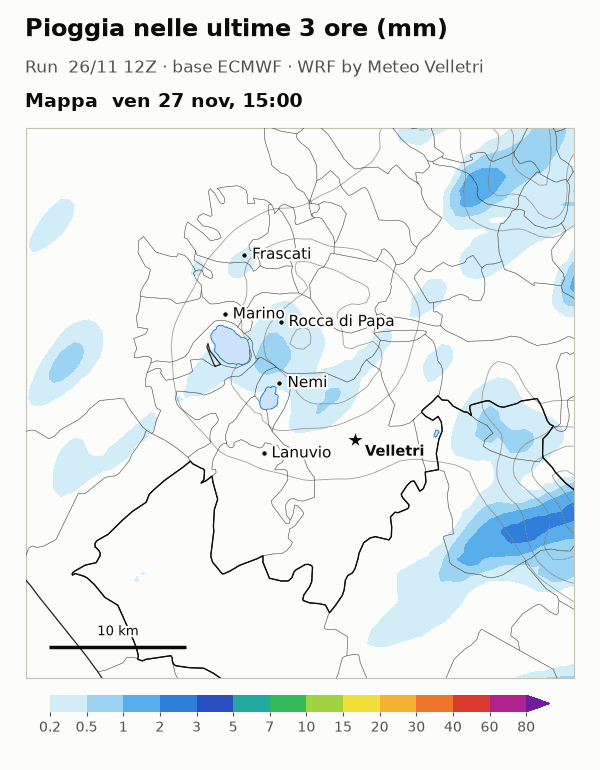 Pioggia nelle ultime 3 ore (mm)
Run  26/11 12Z · base ECMWF · WRF by Meteo Velletri
Mappa  ven 27 nov, 15:00
Frascati
Marino
Rocca di Papa
Nemi
Velletri
Lanuvio
10 km
0.2 0.5 1 2 3 5 7 10 15 20 30 40 60 80